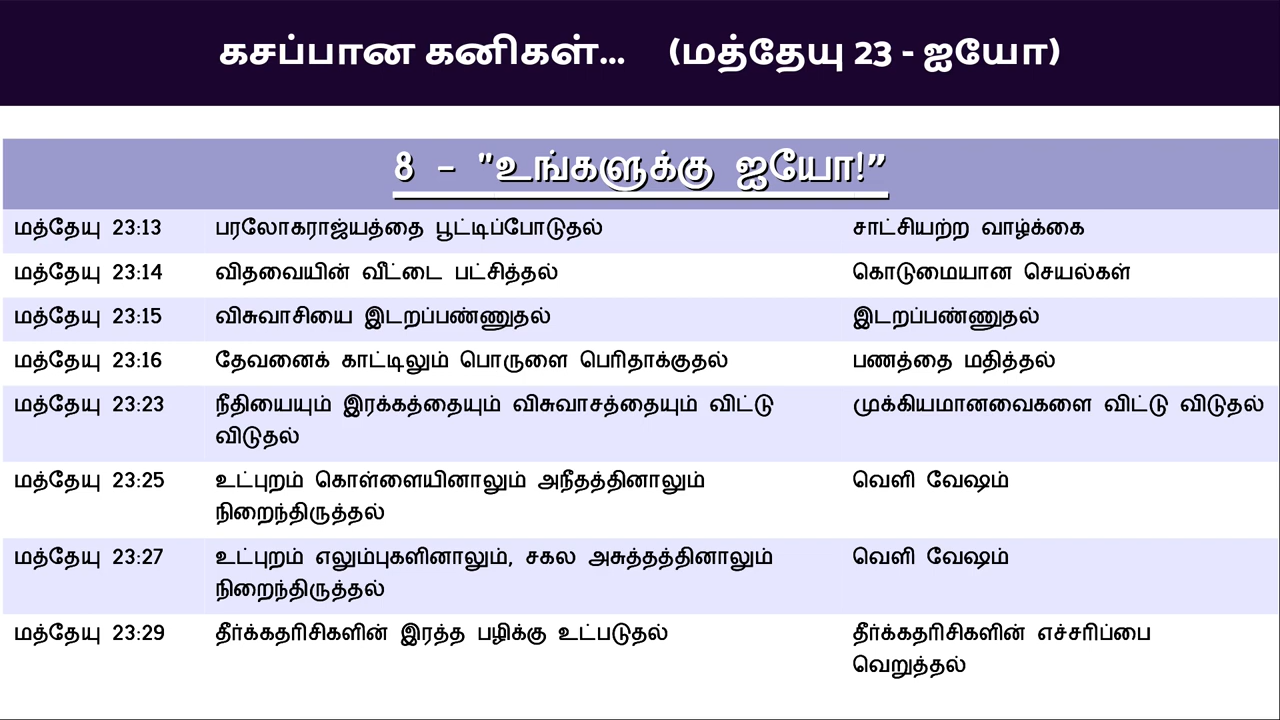 கசப்பான கனிகள்... (மத்தேயு 23 - ஐயோ)
8 - "உங்களுக்கு ஐயோ!”
மத்தேயு 23:13 பரலோகராஜ்யத்தை பூட்டிப்போடுதல் சாட்சியற்ற வாழ்க்கை
மத்தேயு 23:14 விதவையின் வீட்டை பட்சித்தல் கொடுமையான செயல்கள்
மத்தேயு 23:15 விசுவாசியை இடறப்பண்ணுதல் இடறப்பண்ணுதல்
மத்தேயு 23:16 தேவனைக் காட்டிலும் பொருளை பெரிதாக்குதல் பணத்தை மதித்தல்
மத்தேயு 23:23 நீதியையும் இரக்கத்தையும் விசுவாசத்தையும் விட்டு முக்கியமானவைகளை விட்டு விடுதல்
விடுதல்
மத்தேயு 23:25 உட்புறம் கொள்ளையினாலும் அநீதத்தினாலும் வெளி வேஷம்
நிறைந்திருத்தல்
மத்தேயு 23:27 உட்புறம் எலும்புகளினாலும், சகல அசுத்தத்தினாலும் வெளி வேஷம்
நிறைந்திருத்தல்
மத்தேயு 23:29 தீர்க்கதரிசிகளின் இரத்த பழிக்கு உட்படுதல் தீர்க்கதரிசிகளின் எச்சரிப்பை
வெறுத்தல்